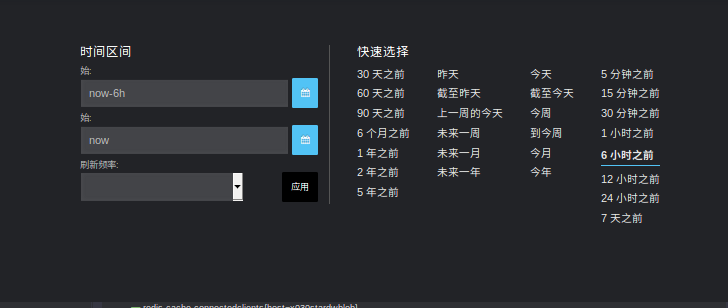 时间区间
始:
now-6h
始:
now
刷新频率:
应用
快速选择
30 天之前
60 天之前
90 天之前
6 个月之前
1 年之前
2 年之前
5 年之前
昨天
截至昨天
上一周的今天
未来一周
未来一月
未来一年
今天
截至今天
今周
到今周
今月
今年
5 分钟之前
15 分钟之前
30 分钟之前
1 小时之前
6 小时之前
12 小时之前
24 小时之前
7 天之前